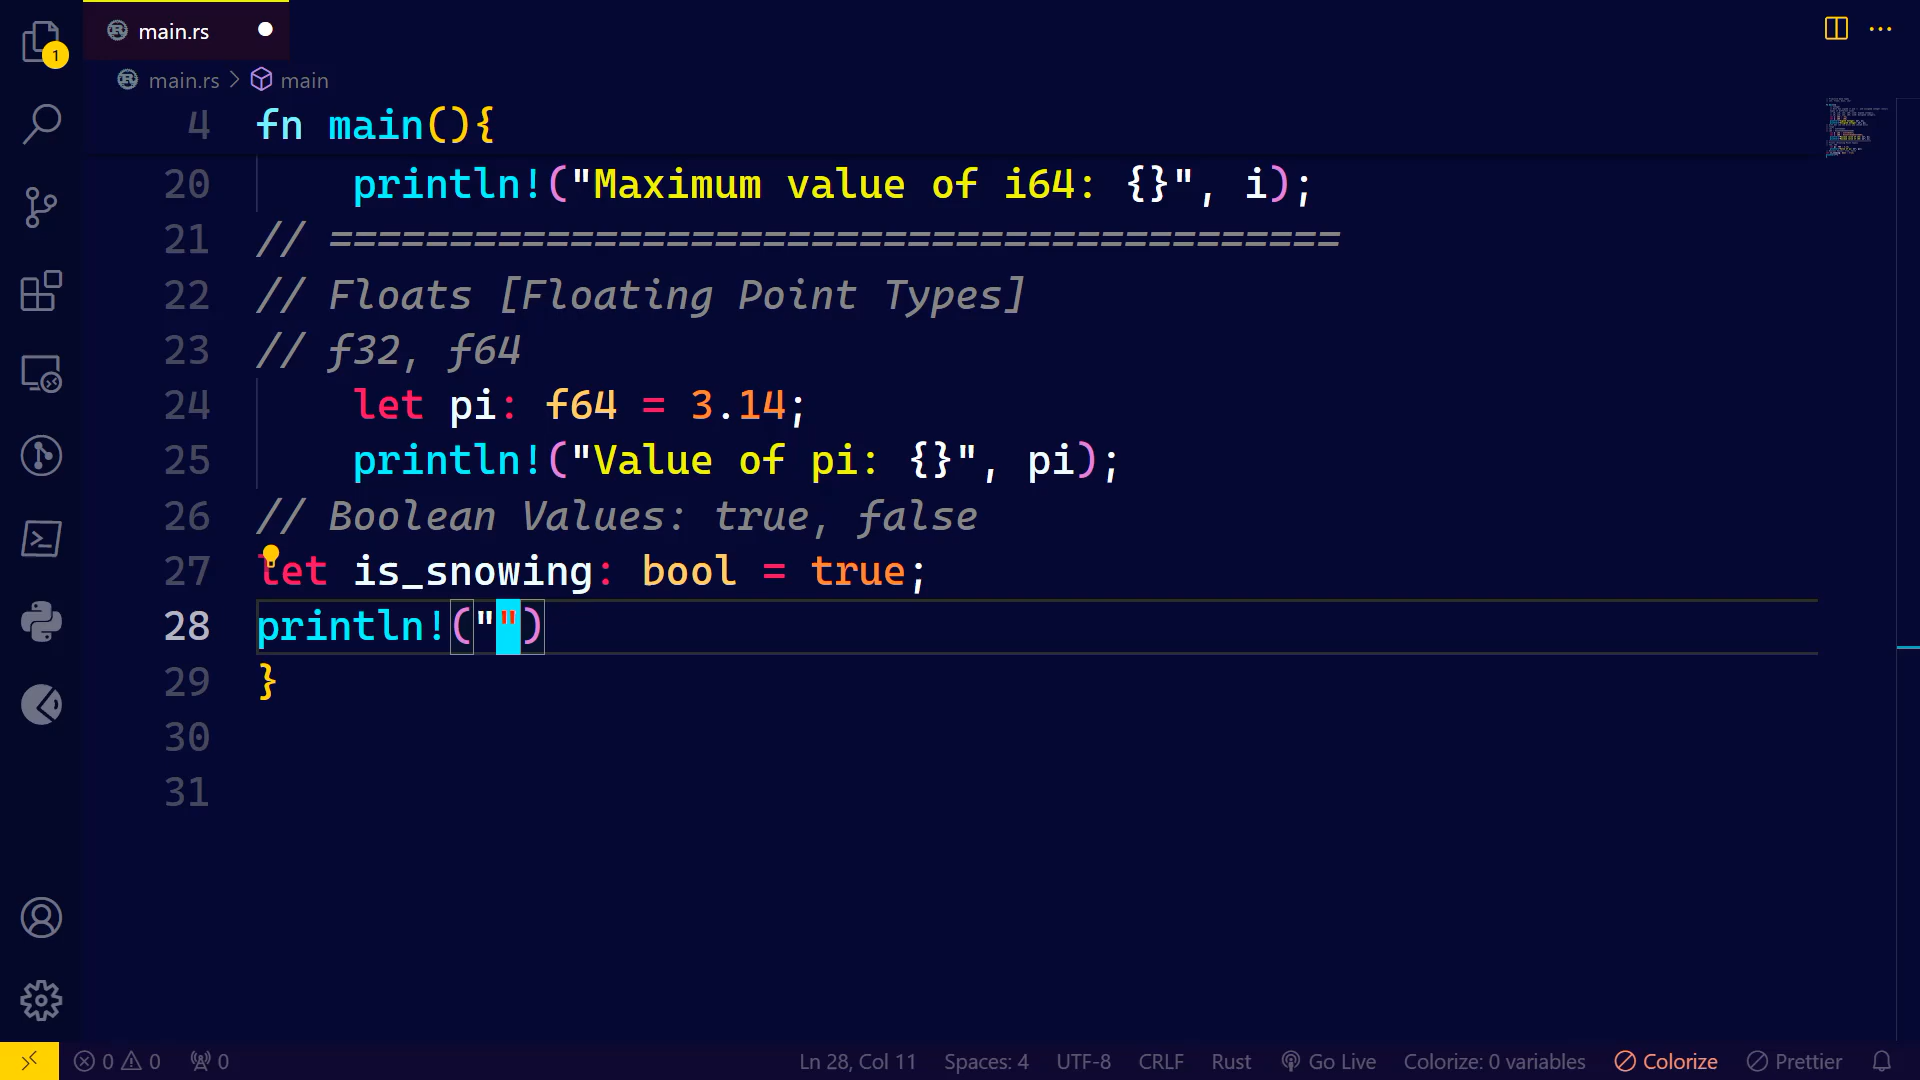 main.rs
1
main.rs > main
4 fn main(){
20 println!("Maximum value of i64: {}", i);
21 // ==========================================
22 // Floats [Floating Point Types]
23 // f32, f64
24 let pi: f64 = 3.14;
25 println!("Value of pi: {}", pi);
26 // Boolean Values: true, false
27 let is_snowing: bool = true;
28 println!("")
29 }
30
31
0 0 0 Ln 28, Col 11 Spaces: 4 UTF-8 CRLF Rust Go Live Colorize: 0 variables Colorize Prettier